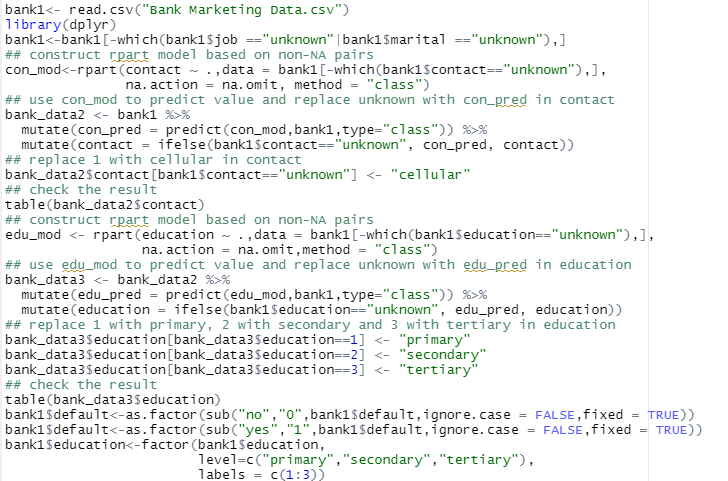 bank1<- read.csv("Bank Marketing Data.csv")
library(dplyr)
bank1<-bank1[-which(bank1$job =="unknown"|bank1$marital =="unknown"),]
## construct rpart model based on non-NA pairs
con_mod<-rpart(contact ~ .,data = bank1[-which(bank1$contact=="unknown"),],
na.action = na.omit, method = "class")
## use con_mod to predict value and replace unknown with con_pred in contact
bank_data2 <- bank1 %>%
mutate(con_pred = predict(con_mod,bank1,type="class")) %>%
mutate(contact = ifelse(bank1$contact=="unknown", con_pred, contact))
## replace 1 with cellular in contact
bank_data2$contact[bank1$contact=="unknown"] <- "cellular"
## check the result
table(bank_data2$contact)
## construct rpart model based on non-NA pairs
edu_mod <- rpart(education ~ .,data = bank1[-which(bank1$education=="unknown"),],
na.action = na.omit,method = "class")
## use edu_mod to predict value and replace unknown with edu_pred in education
bank_data3 <- bank_data2 %>%
mutate(edu_pred = predict(edu_mod,bank1,type="class")) %>%
mutate(education = ifelse(bank1$education=="unknown", edu_pred, education))
## replace 1 with primary, 2 with secondary and 3 with tertiary in education
bank_data3$education[bank_data3$education==1] <- "primary"
bank_data3$education[bank_data3$education==2] <- "secondary"
bank_data3$education[bank_data3$education==3] <- "tertiary"
## check the result
table(bank_data3$education)
bank1$default<-as.factor(sub("no","0",bank1$default,ignore.case = FALSE,fixed = TRUE))
bank1$default<-as.factor(sub("yes","1",bank1$default,ignore.case = FALSE,fixed = TRUE))
bank1$education<-factor(bank1$education,
level=c("primary","secondary","tertiary"),
labels = c(1:3))